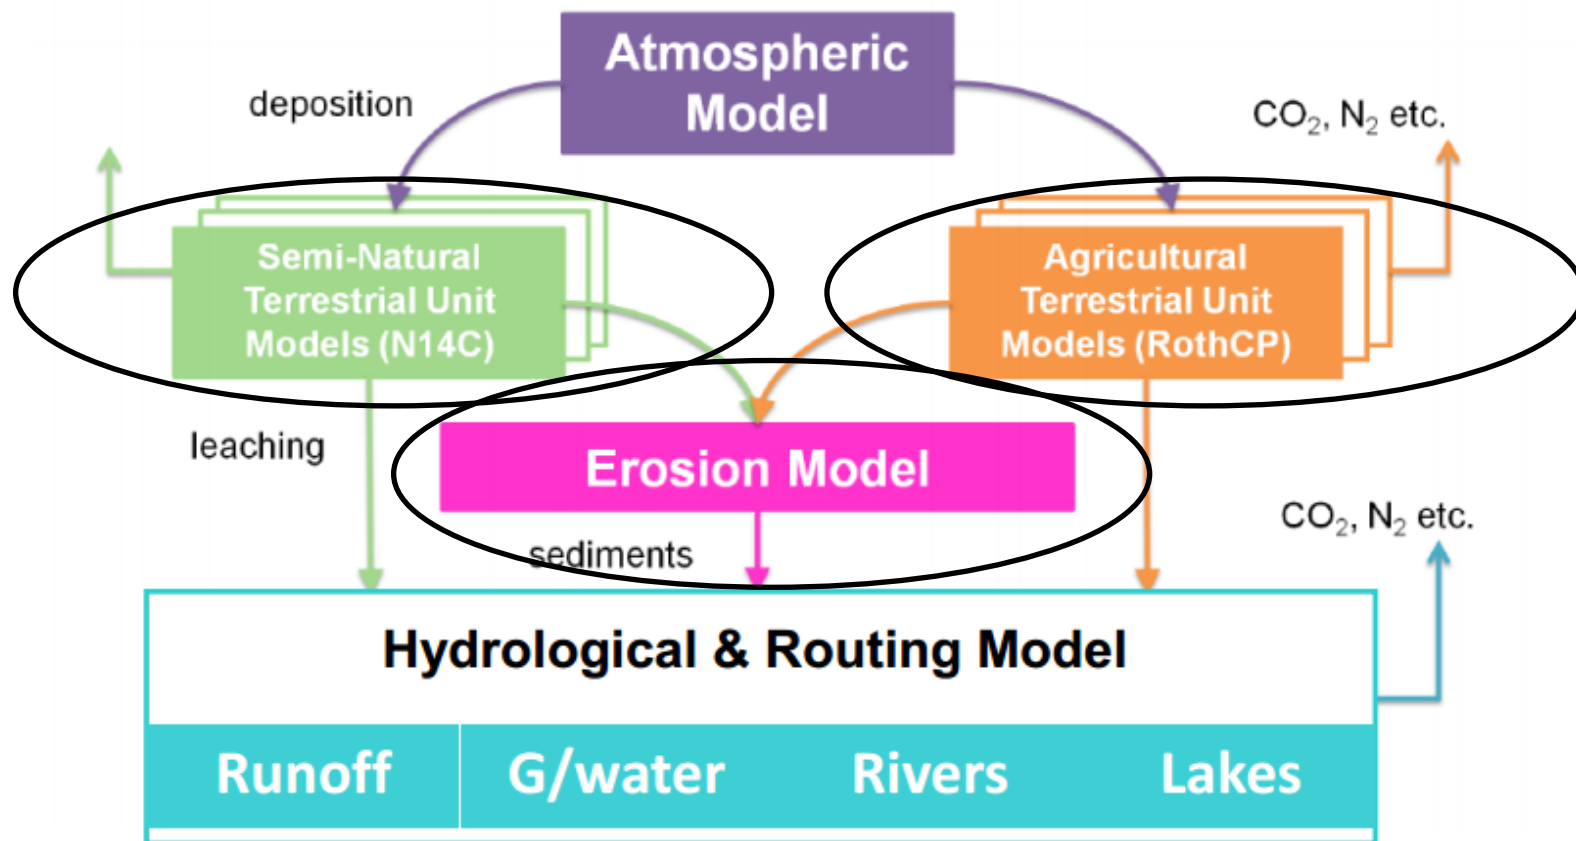 Atmospheric
Model
deposition
CO₂, N₂ etc.
Semi-Natural
Terrestrial Unit
Models (N14C)
Agricultural
Terrestrial Unit
Models (RothCP)
leaching
Erosion Model
CO₂, N₂ etc.
sediments
Hydrological & Routing Model
Runoff
G/water
Rivers
Lakes